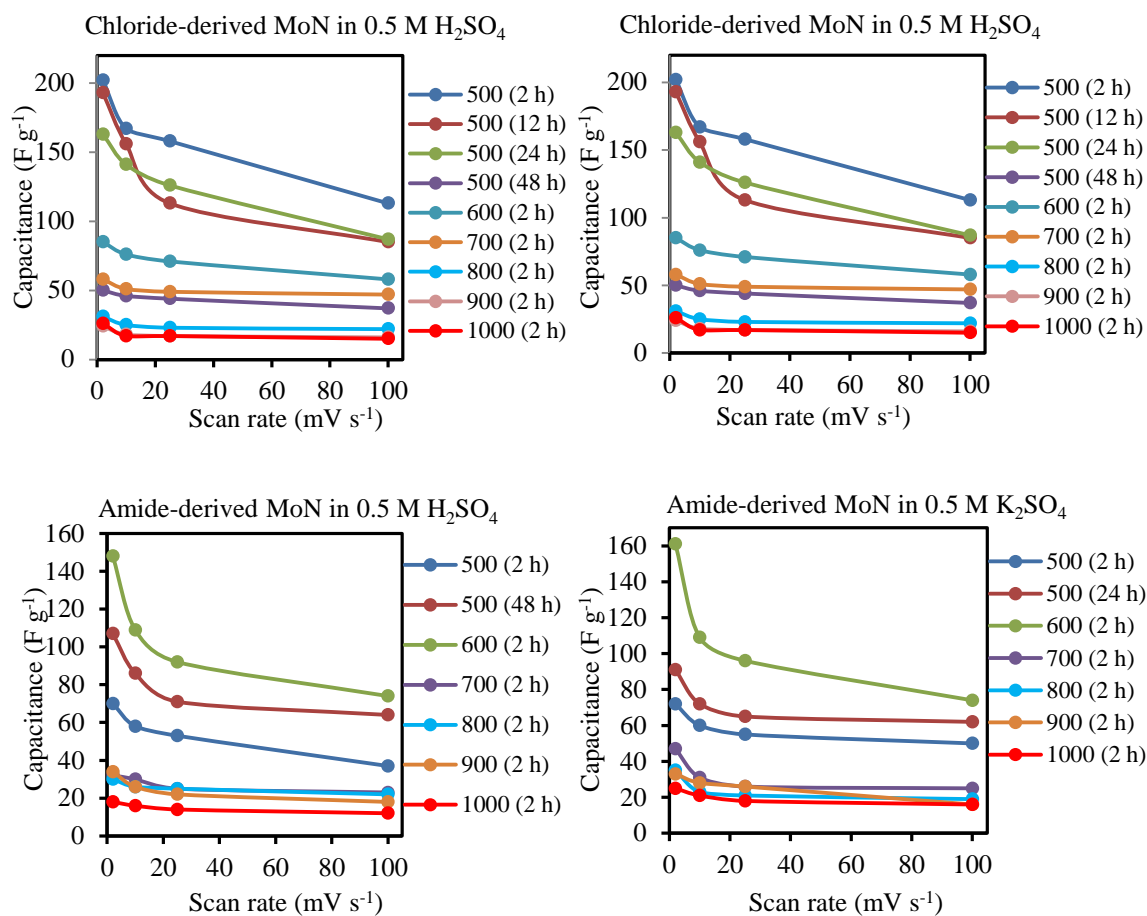 Chloride-derived MoN in 0.5 M H₂SO₄
Capacitance (F g⁻¹)
200
150
100
50
0
0 20 40 60 80 100
Scan rate (mV s⁻¹)
500 (2 h)
500 (12 h)
500 (24 h)
500 (48 h)
600 (2 h)
700 (2 h)
800 (2 h)
900 (2 h)
1000 (2 h)
Chloride-derived MoN in 0.5 M H₂SO₄
Capacitance (F g⁻¹)
200
150
100
50
0
0 20 40 60 80 100
Scan rate (mV s⁻¹)
500 (2 h)
500 (12 h)
500 (24 h)
500 (48 h)
600 (2 h)
700 (2 h)
800 (2 h)
900 (2 h)
1000 (2 h)
Amide-derived MoN in 0.5 M H₂SO₄
Capacitance (F g⁻¹)
160
140
120
100
80
60
40
20
0
0 20 40 60 80 100
Scan rate (mV s⁻¹)
500 (2 h)
500 (48 h)
600 (2 h)
700 (2 h)
800 (2 h)
900 (2 h)
1000 (2 h)
Amide-derived MoN in 0.5 M K₂SO₄
Capacitance (F g⁻¹)
160
140
120
100
80
60
40
20
0
0 20 40 60 80 100
Scan rate (mV s⁻¹)
500 (2 h)
500 (24 h)
600 (2 h)
700 (2 h)
800 (2 h)
900 (2 h)
1000 (2 h)